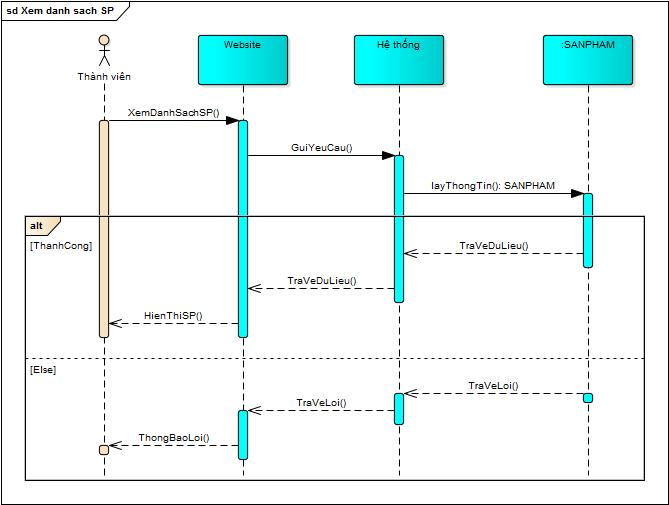 sd Xem danh sach SP
Thành viên
Website
Hệ thống
:SANPHAM
XemDanhSachSP()
GuiYeuCau()
layThongTin(): SANPHAM
alt
[ThanhCong]
TraVeDuLieu()
TraVeDuLieu()
HienThiSP()
[Else]
TraVeLoi()
TraVeLoi()
ThongBaoLoi()